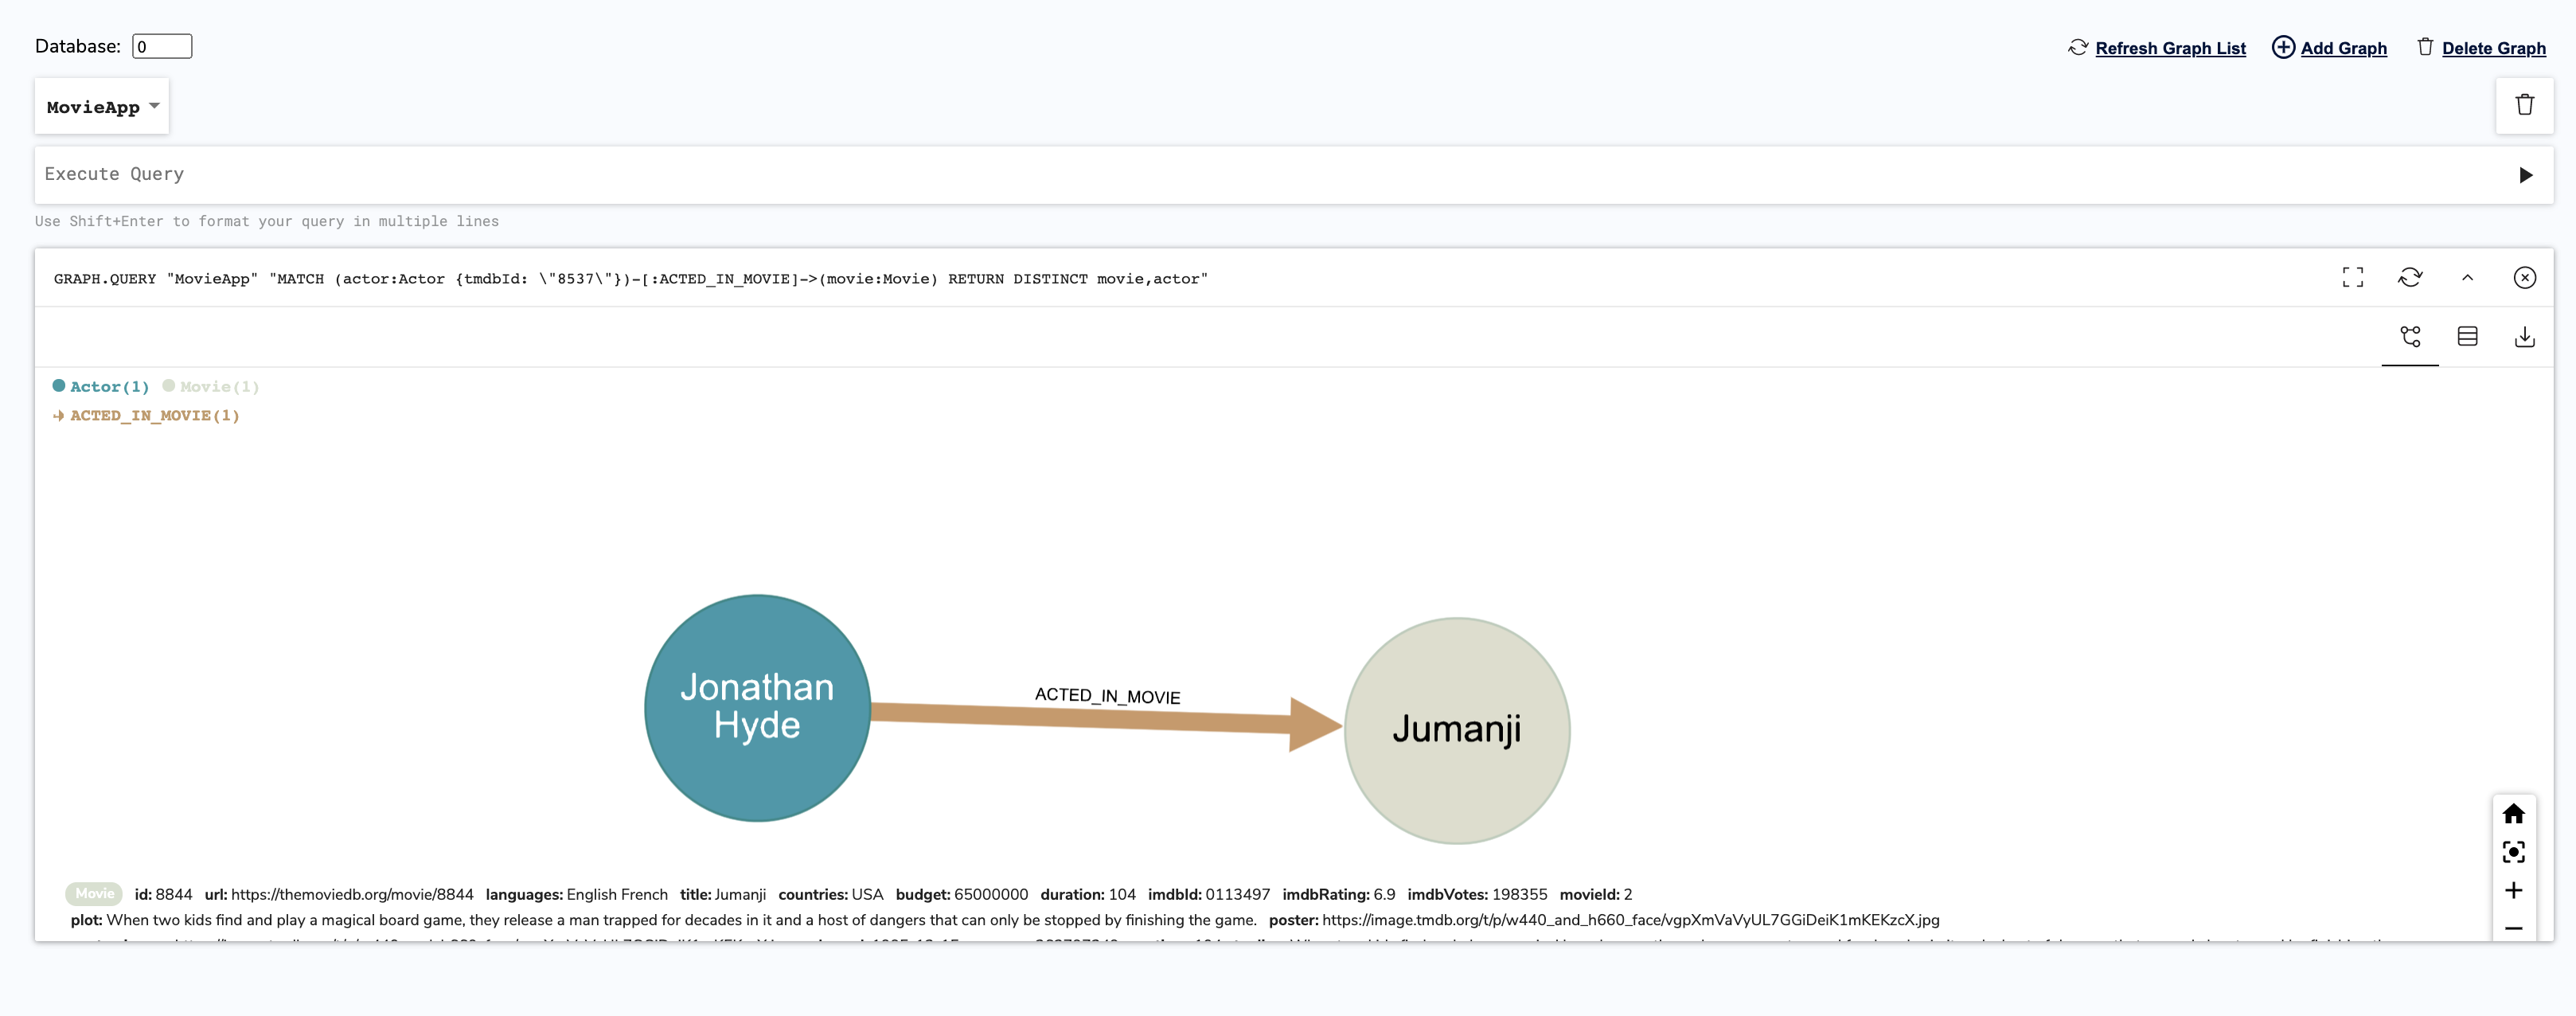 Database: 0
Refresh Graph List Add Graph Delete Graph
MovieApp
Execute Query
Use Shift+Enter to format your query in multiple lines
GRAPH.QUERY "MovieApp" "MATCH (actor:Actor {tmdbId: \"8537\"})-[:ACTED_IN_MOVIE]->(movie:Movie) RETURN DISTINCT movie,actor"
Actor(1) Movie(1)
ACTED_IN_MOVIE(1)
Jonathan
Hyde
ACTED_IN_MOVIE
Jumanji
Movie id: 8844 url: https://themoviedb.org/movie/8844 languages: English French title: Jumanji countries: USA budget: 65000000 duration: 104 imdbId: 0113497 imdbRating: 6.9 imdbVotes: 198355 movieId: 2
plot: When two kids find and play a magical board game, they release a man trapped for decades in it and a host of dangers that can only be stopped by finishing the game. poster: https://image.tmdb.org/t/p/w440_and_h660_face/vgpXmVaVyUL7GGiDeiK1mKEKzcX.jpg